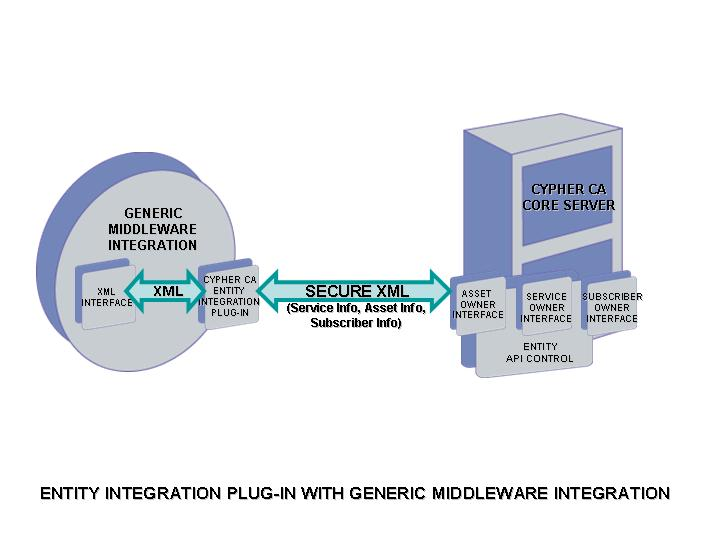 CYPHER CA
CORE SERVER
GENERIC
MIDDLEWARE
INTEGRATION
XML
INTERFACE
XML
CYPHER CA
ENTITY
INTEGRATION
PLUG-IN
SECURE XML
(Service Info, Asset Info,
Subscriber Info)
ASSET
OWNER
INTERFACE
SERVICE
OWNER
INTERFACE
SUBSCRIBER
OWNER
INTERFACE
ENTITY
API CONTROL
ENTITY INTEGRATION PLUG-IN WITH GENERIC MIDDLEWARE INTEGRATION